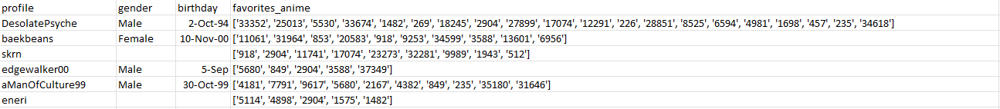 profile gender birthday favorites_anime
DesolatePsyche Male 2-Oct-94 ['33352', '25013', '5530', '33674', '1482', '269', '18245', '2904', '27899', '17074', '12291', '226', '28851', '8525', '6594', '4981', '1698', '457', '235', '34618']
baekbeans Female 10-Nov-00 ['11061', '31964', '853', '20583', '918', '9253', '34599', '3588', '13601', '6956']
skrn ['918', '2904', '11741', '17074', '23273', '32281', '9989', '1943', '512']
edgewalker00 Male 5-Sep ['5680', '849', '2904', '3588', '37349']
aManOfCulture99 Male 30-Oct-99 ['4181', '7791', '9617', '5680', '2167', '4382', '849', '235', '35180', '31646']
eneri ['5114', '4898', '2904', '1575', '1482']